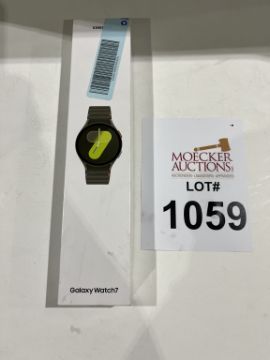 MOECKER
AUCTIONS
LOT#
1059
Galaxy Watch7